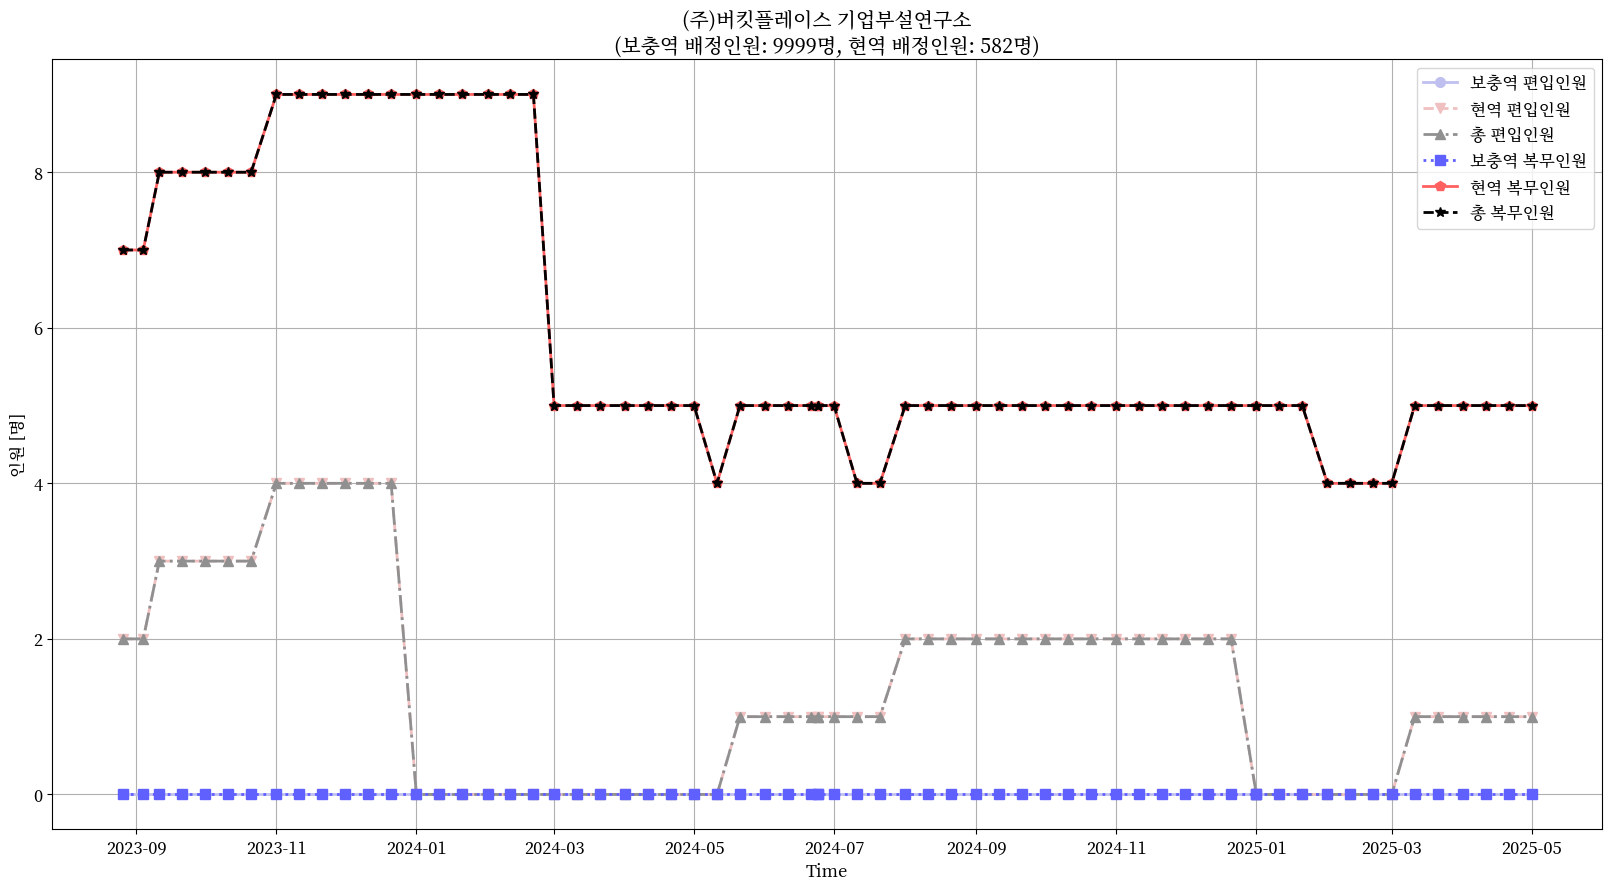 (주)버킷플레이스 기업부설연구소
(보충역 배정인원: 9999명, 현역 배정인원: 582명)
보충역 편입인원
현역 편입인원
총 편입인원
보충역 복무인원
현역 복무인원
총 복무인원
인원 [명]
8
6
4
2
0
2023-09
2023-11
2024-01
2024-03
2024-05
2024-07
2024-09
2024-11
2025-01
2025-03
2025-05
Time